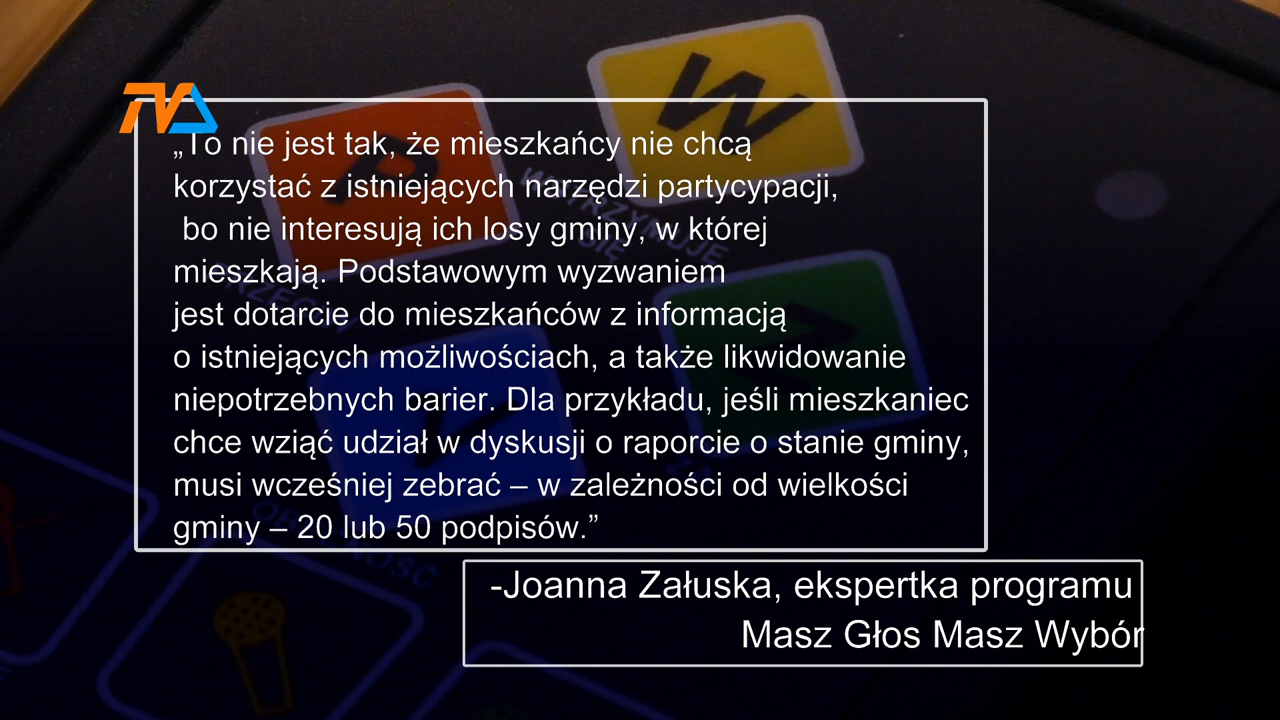 TVA
„To nie jest tak, że mieszkańcy nie chcą
korzystać z istniejących narzędzi partycypacji,
bo nie interesują ich losy gminy, w której
mieszkają. Podstawowym wyzwaniem
jest dotarcie do mieszkańców z informacją
o istniejących możliwościach, a także likwidowanie
niepotrzebnych barier. Dla przykładu, jeśli mieszkaniec
chce wziąć udział w dyskusji o raporcie o stanie gminy,
musi wcześniej zebrać – w zależności od wielkości
gminy – 20 lub 50 podpisów.”
-Joanna Załuska, ekspertka programu
Masz Głos Masz Wybór
W
P